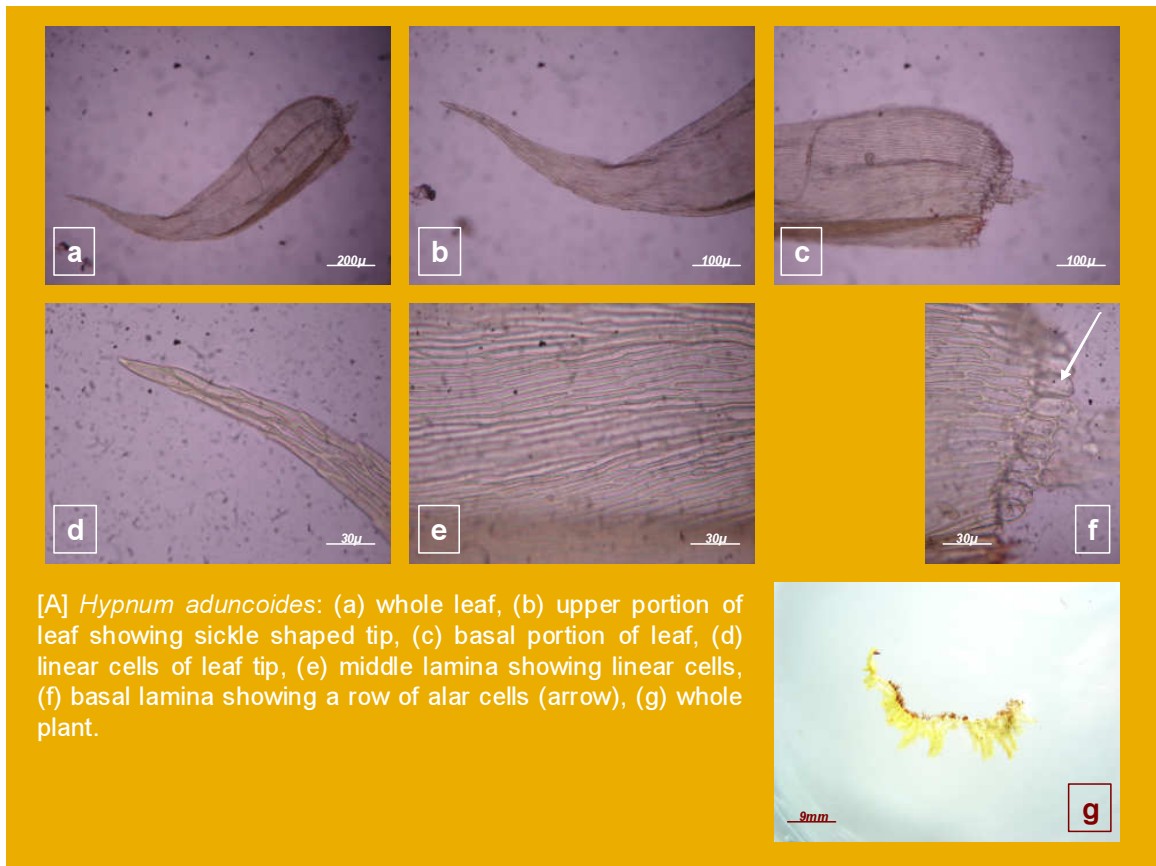 a
200µ
b
100µ
c
100µ
d
30µ
e
30µ
f
30µ
[A] Hypnum aduncoides: (a) whole leaf, (b) upper portion of
leaf showing sickle shaped tip, (c) basal portion of leaf, (d)
linear cells of leaf tip, (e) middle lamina showing linear cells,
(f) basal lamina showing a row of alar cells (arrow), (g) whole
plant.
9mm
g